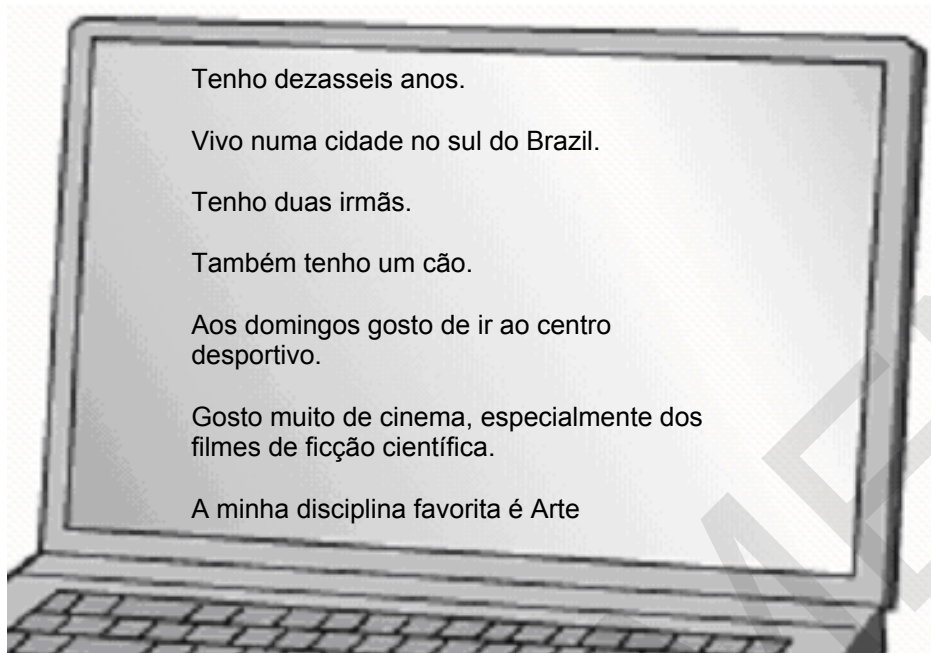 Tenho dezasseis anos.
Vivo numa cidade no sul do Brazil.
Tenho duas irmãs.
Também tenho um cão.
Aos domingos gosto de ir ao centro
desportivo.
Gosto muito de cinema, especialmente dos
filmes de ficção científica.
A minha disciplina favorita é Arte